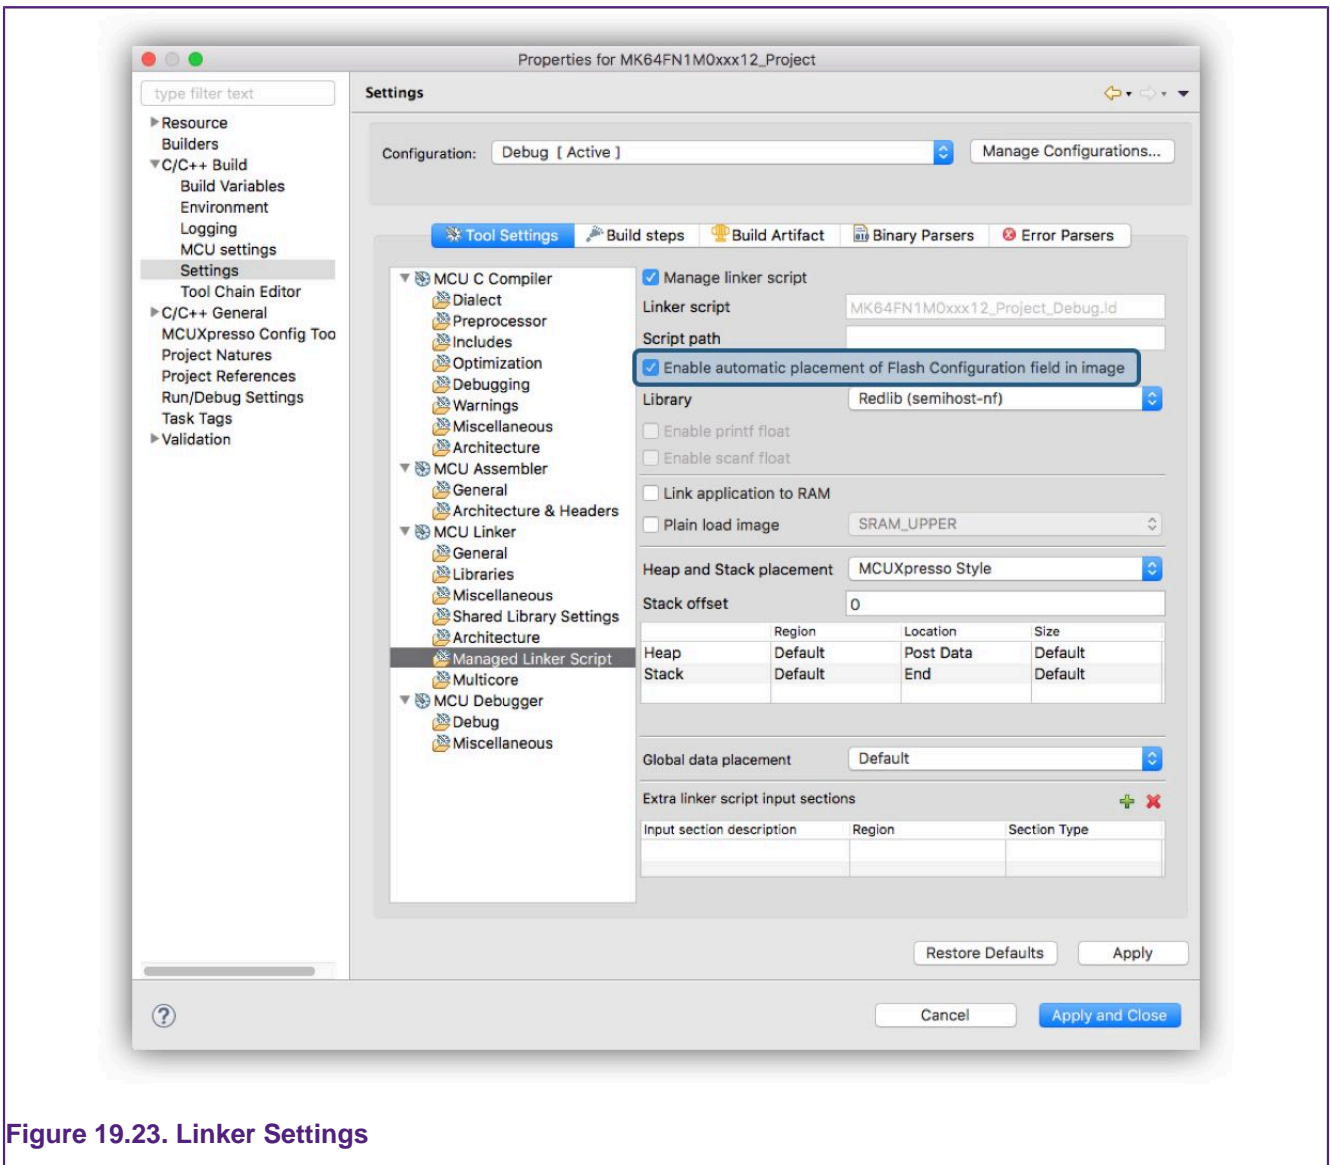 Properties for MK64FN1M0xxx12_Project
type filter text
Settings
Resource
Builders
C/C++ Build
Build Variables
Environment
Logging
MCU settings
Settings
Tool Chain Editor
C/C++ General
MCUXpresso Config Too
Project Natures
Project References
Run/Debug Settings
Task Tags
Validation
Configuration: Debug [ Active ] Manage Configurations...
Tool Settings Build steps Build Artifact Binary Parsers Error Parsers
MCU C Compiler
Dialect
Preprocessor
Includes
Optimization
Debugging
Warnings
Miscellaneous
Architecture
MCU Assembler
General
Architecture & Headers
MCU Linker
General
Libraries
Miscellaneous
Shared Library Settings
Architecture
Managed Linker Script
Multicore
MCU Debugger
Debug
Miscellaneous
Manage linker script
Linker script MK64FN1M0xxx12_Project_Debug.ld
Script path
Enable automatic placement of Flash Configuration field in image
Library Redlib (semihost-nf)
Enable printf float
Enable scanf float
Link application to RAM
Plain load image SRAM_UPPER
Heap and Stack placement MCUXpresso Style
Stack offset 0
Region Location Size
Heap Default Post Data Default
Stack Default End Default
Global data placement Default
Extra linker script input sections
Input section description Region Section Type
Restore Defaults Apply
? Cancel Apply and Close
Figure 19.23. Linker Settings